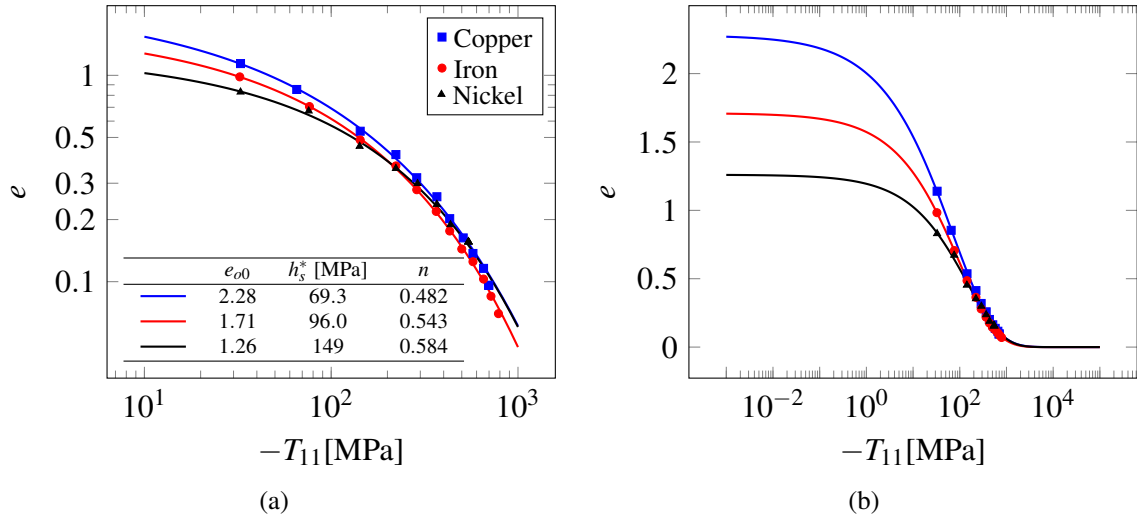 Copper
Iron
Nickel
1
0.5
0.3
0.2
0.1
e
e_{o0} h_s^* [MPa] n
2.28 69.3 0.482
1.71 96.0 0.543
1.26 149 0.584
10^1 10^2 10^3
−T_{11}[MPa]
(a)
2
1.5
1
0.5
0
e
10^{−2} 10^0 10^2 10^4
−T_{11}[MPa]
(b)